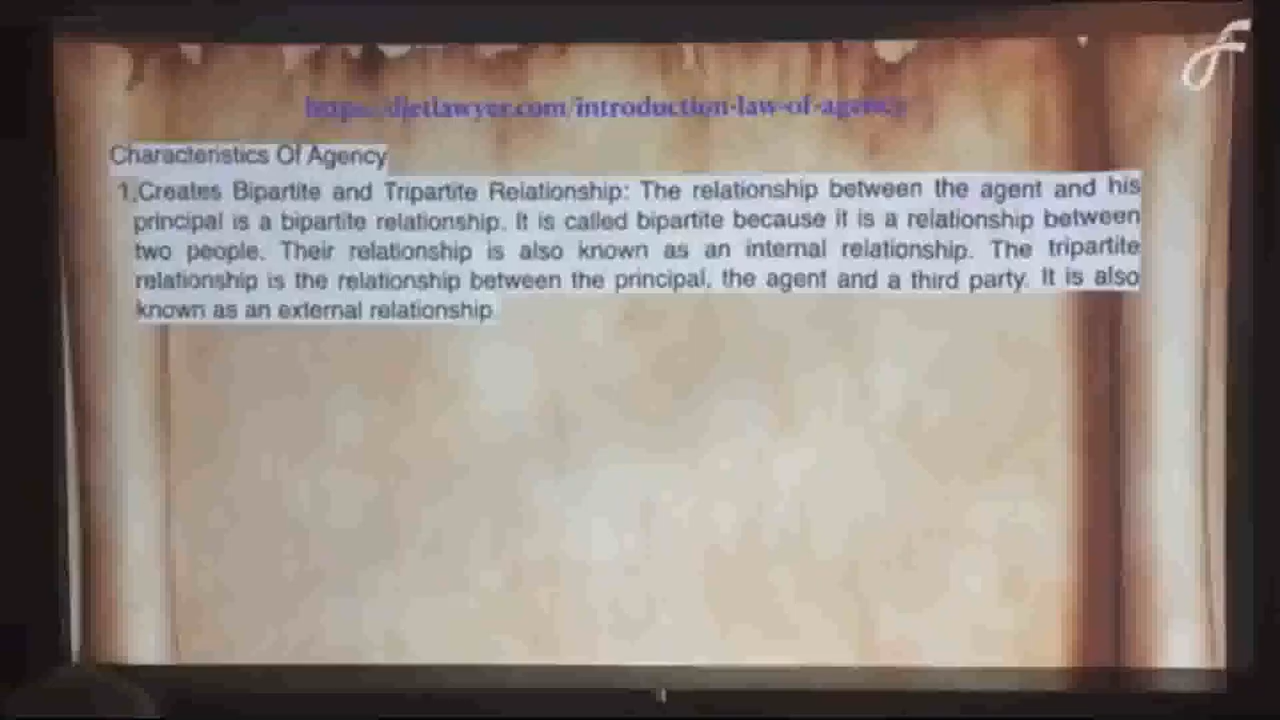 https://djetlawyer.com/introduction-law-of-agency
Characteristics Of Agency
1.Creates Bipartite and Tripartite Relationship: The relationship between the agent and his
principal is a bipartite relationship. It is called bipartite because it is a relationship between
two people. Their relationship is also known as an internal relationship. The tripartite
relationship is the relationship between the principal, the agent and a third party. It is also
known as an external relationship